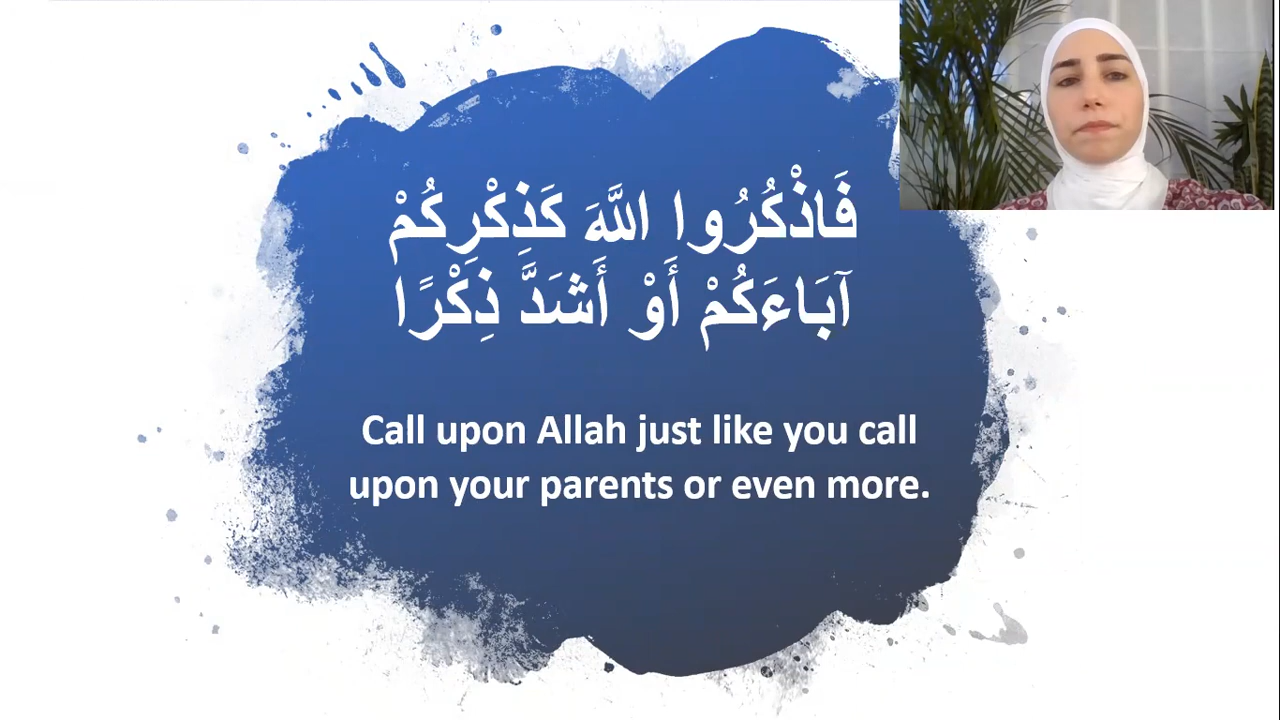 فَاذْكُرُوا اللَّهَ كَذِكْرِكُمْ
آبَاءَكُمْ أَوْ أَشَدَّ ذِكْرًا
Call upon Allah just like you call
upon your parents or even more.